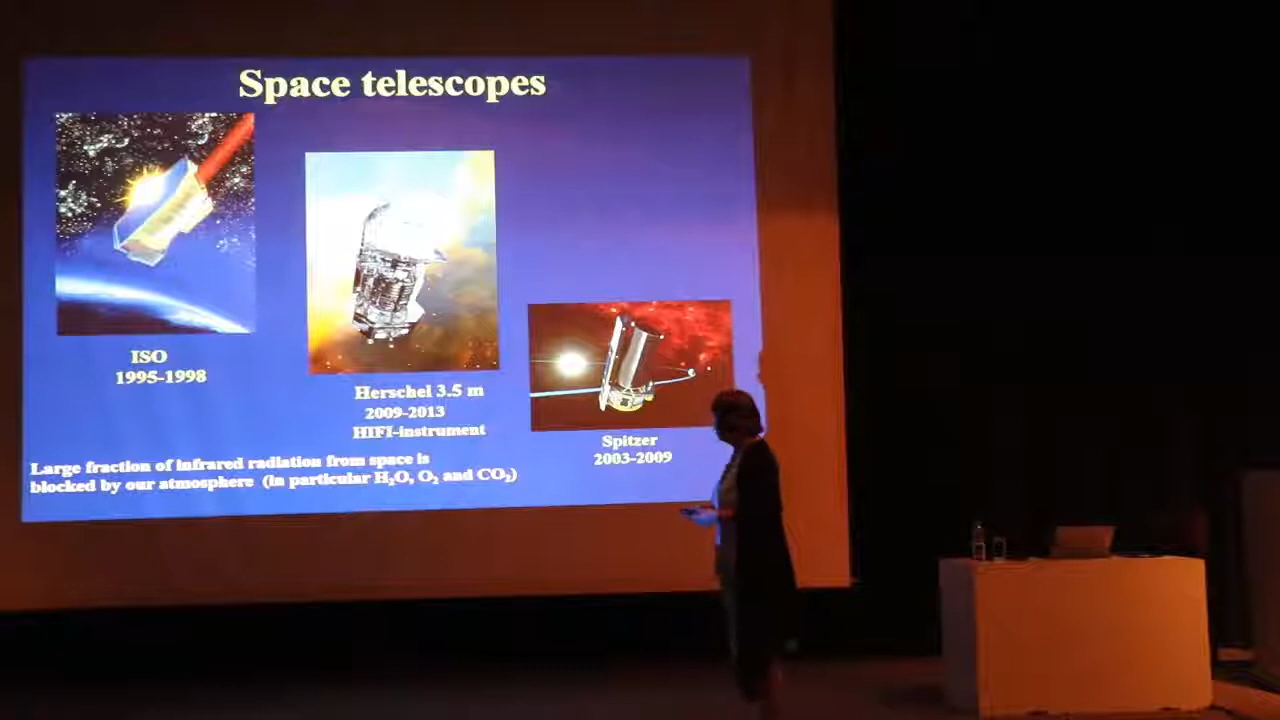 Space telescopes
ISO
1995-1998
Herschel 3.5 m
2009-2013
HIFI-instrument
Spitzer
2003-2009
Large fraction of infrared radiation from space is
blocked by our atmosphere (in particular H₂O, O₂ and CO₂)